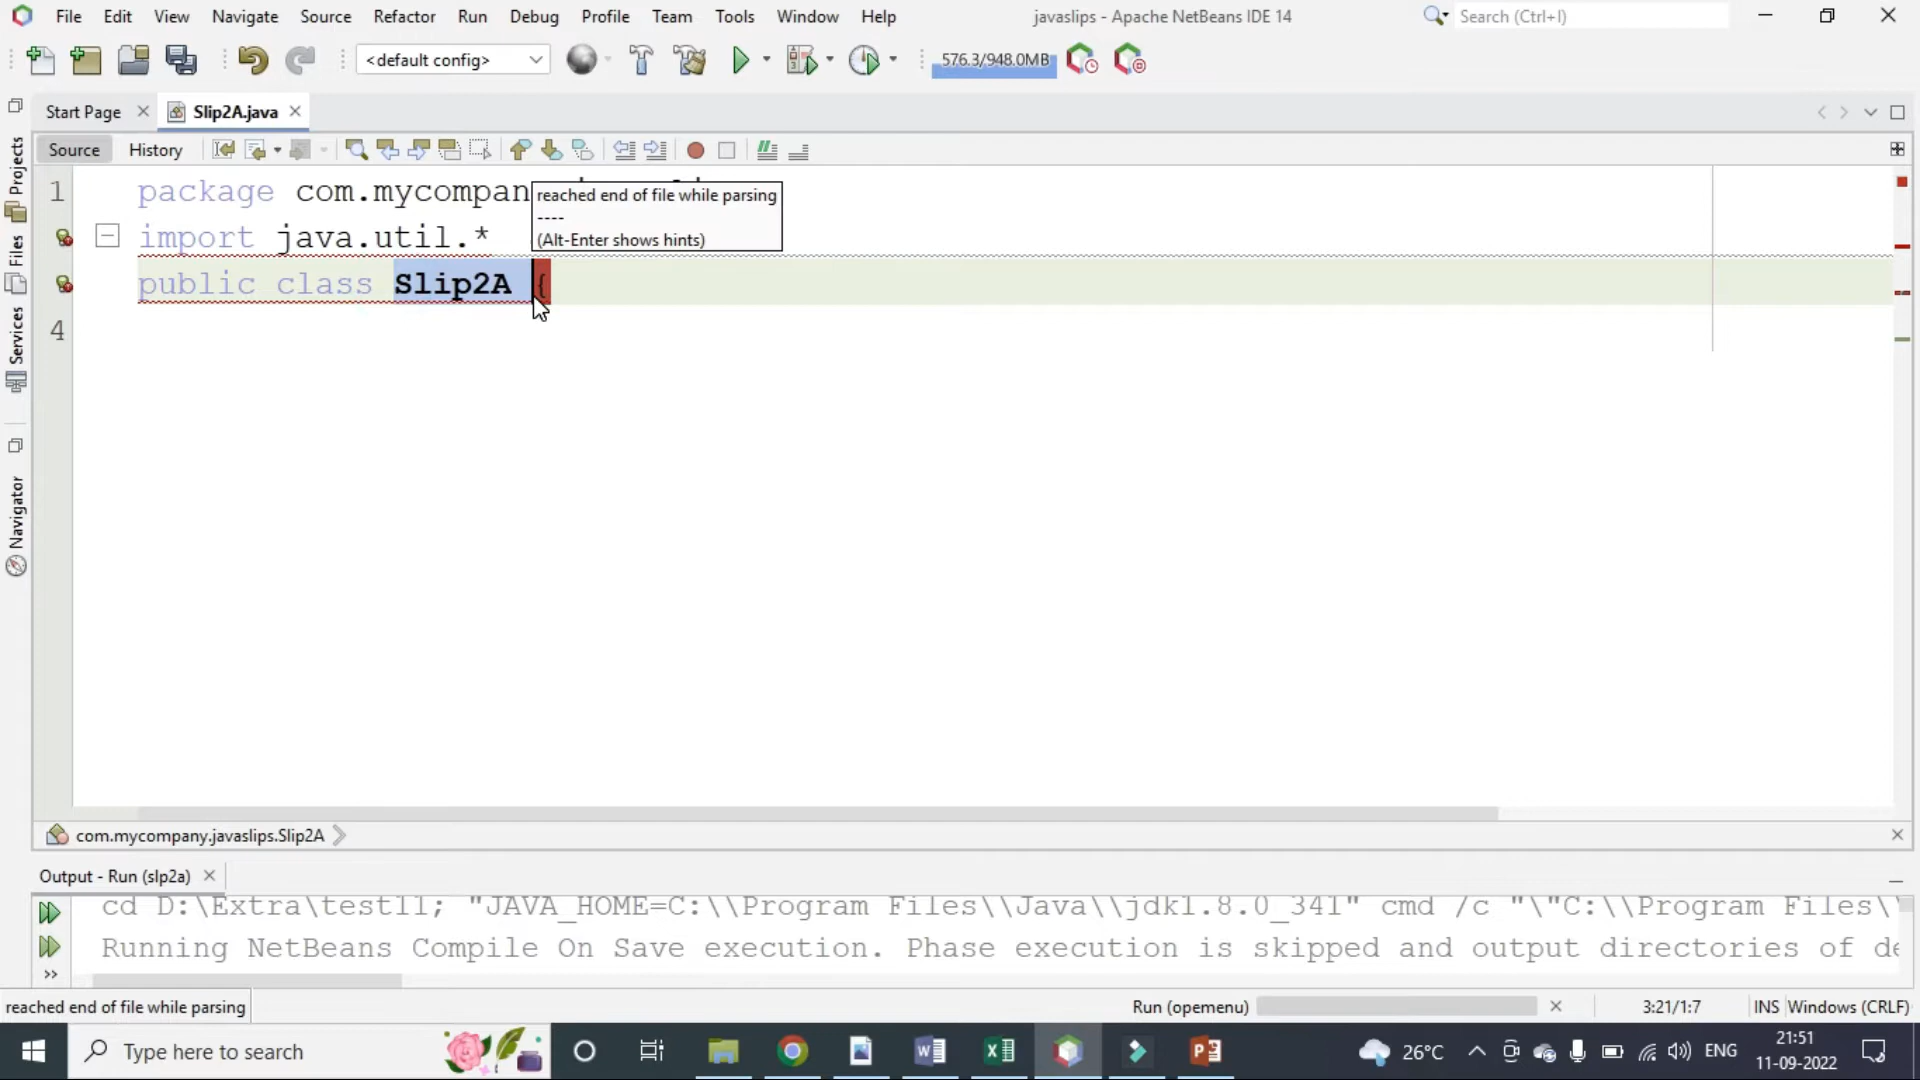 File Edit View Navigate Source Refactor Run Debug Profile Team Tools Window Help javaslips - Apache NetBeans IDE 14 Search (Ctrl+I)
<default config> 576.3/948.0MB
Start Page Slip2A.java
Source History
1 package com.mycompan
reached end of file while parsing
----
(Alt-Enter shows hints)
import java.util.*
public class Slip2A {
4
Projects
Files
Services
Navigator
com.mycompany.javaslips.Slip2A
Output - Run (slp2a)
cd D:\Extra\test11; "JAVA_HOME=C:\\Program Files\\Java\\jdk1.8.0_341" cmd /c "\"C:\\Program Files\\
Running NetBeans Compile On Save execution. Phase execution is skipped and output directories of de
reached end of file while parsing Run (openmenu) 3:21/1:7 INS Windows (CRLF)
Type here to search 26°C ENG 21:51
11-09-2022